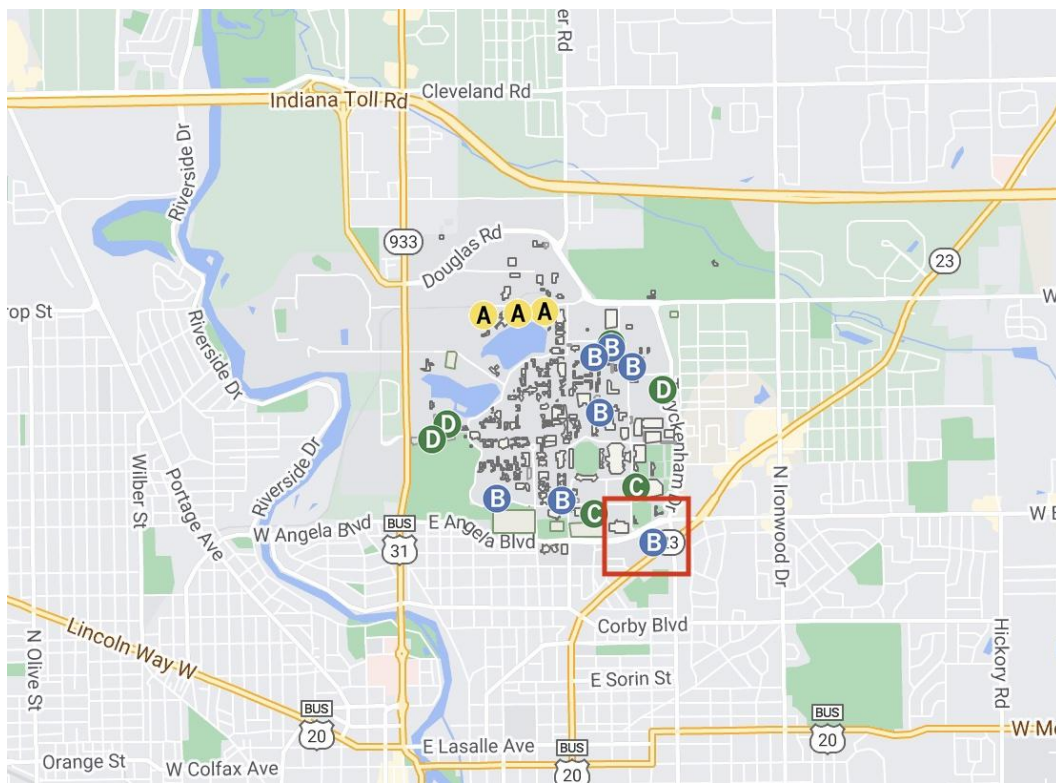 er Rd
Cleveland Rd
Indiana Toll Rd
Riverside Dr
933
Douglas Rd
23
rop St
A
A
A
W
Riverside Dr
B
B
B
D
yckenham Dr
B
D
D
Riverside Dr
Wilber St
Portage Ave
N Ironwood Dr
C
B
B
C
W Angela Blvd
BUS
31
E Angela Blvd
W E
B
23
Corby Blvd
Hickory Rd
N Olive St
Lincoln Way W
E Sorin St
BUS
20
BUS
20
W Mc
E Lasalle Ave
BUS
20
Orange St
W Colfax Ave